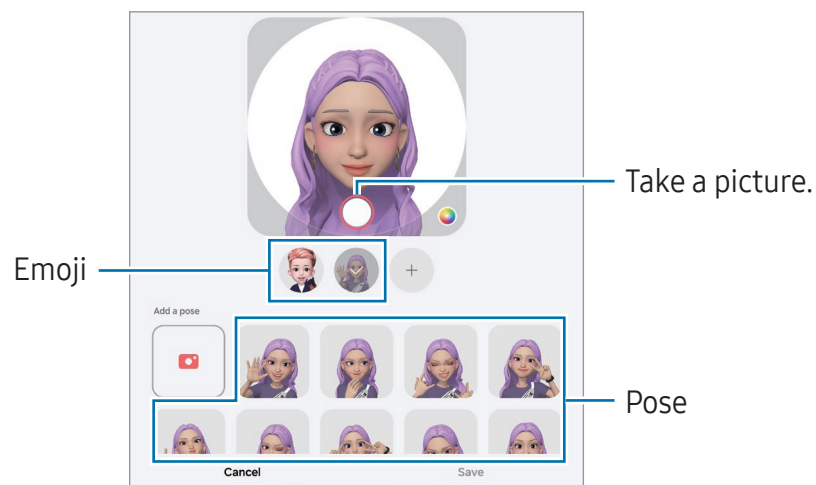 Take a picture.
Emoji
+
Add a pose
Pose
Cancel
Save